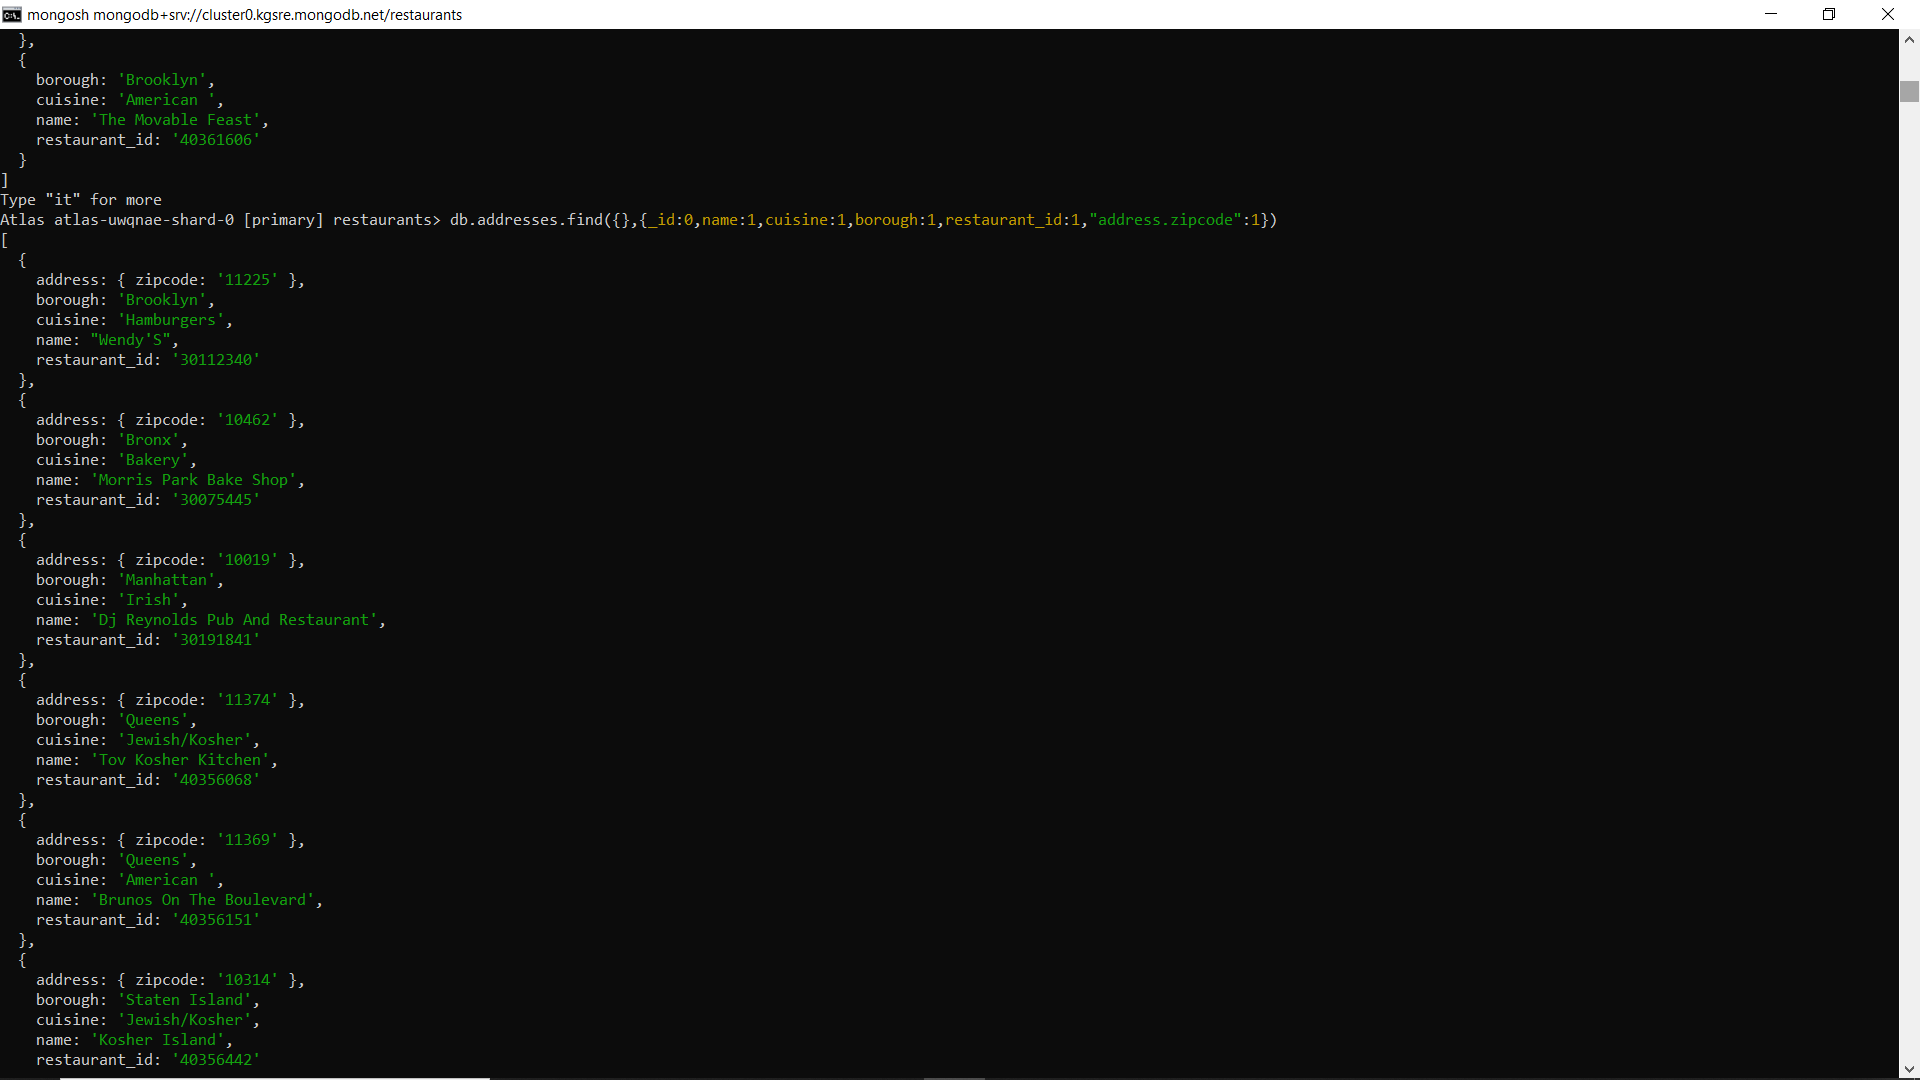 mongosh mongodb+srv://cluster0.kgsre.mongodb.net/restaurants
  },
  {
    borough: 'Brooklyn',
    cuisine: 'American ',
    name: 'The Movable Feast',
    restaurant_id: '40361606'
  }
]
Type "it" for more
Atlas atlas-uwqnae-shard-0 [primary] restaurants> db.addresses.find({},{_id:0,name:1,cuisine:1,borough:1,restaurant_id:1,"address.zipcode":1})
[
  {
    address: { zipcode: '11225' },
    borough: 'Brooklyn',
    cuisine: 'Hamburgers',
    name: "Wendy'S",
    restaurant_id: '30112340'
  },
  {
    address: { zipcode: '10462' },
    borough: 'Bronx',
    cuisine: 'Bakery',
    name: 'Morris Park Bake Shop',
    restaurant_id: '30075445'
  },
  {
    address: { zipcode: '10019' },
    borough: 'Manhattan',
    cuisine: 'Irish',
    name: 'Dj Reynolds Pub And Restaurant',
    restaurant_id: '30191841'
  },
  {
    address: { zipcode: '11374' },
    borough: 'Queens',
    cuisine: 'Jewish/Kosher',
    name: 'Tov Kosher Kitchen',
    restaurant_id: '40356068'
  },
  {
    address: { zipcode: '11369' },
    borough: 'Queens',
    cuisine: 'American ',
    name: 'Brunos On The Boulevard',
    restaurant_id: '40356151'
  },
  {
    address: { zipcode: '10314' },
    borough: 'Staten Island',
    cuisine: 'Jewish/Kosher',
    name: 'Kosher Island',
    restaurant_id: '40356442'